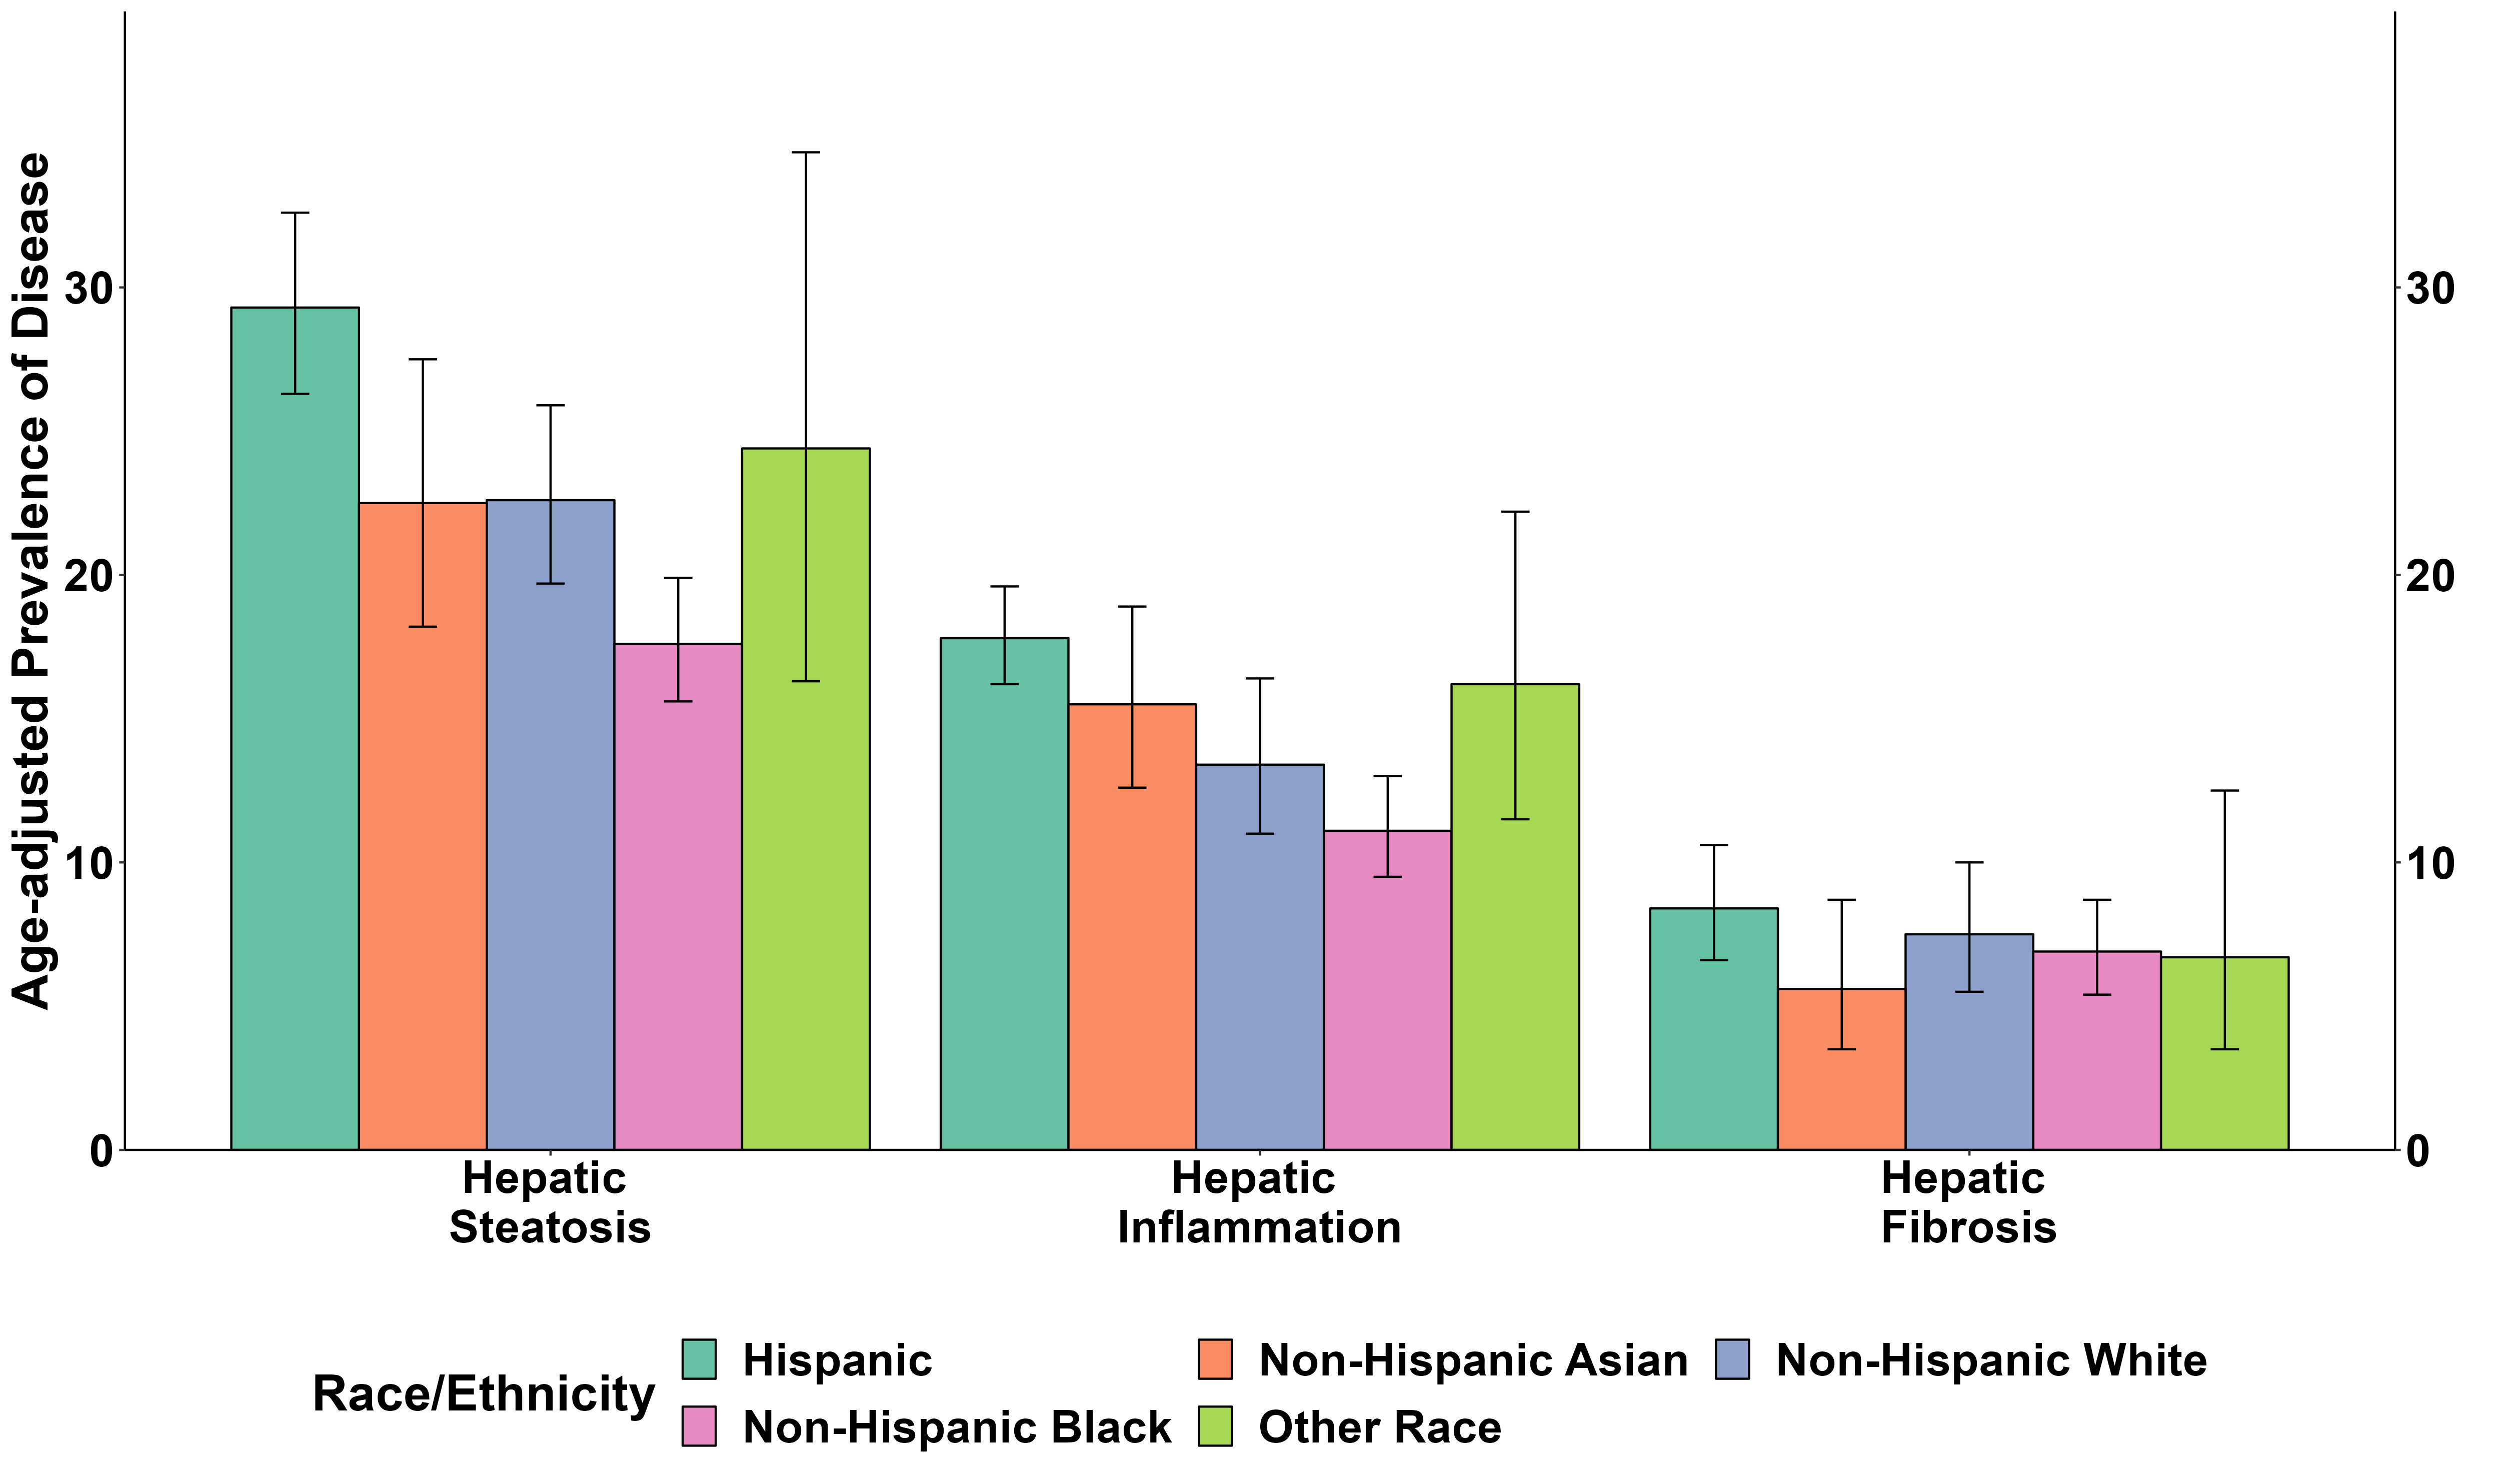 Age-adjusted Prevalence of Disease
30
20
10
0
30
20
10
0
Hepatic
Steatosis
Hepatic
Inflammation
Hepatic
Fibrosis
Race/Ethnicity
Hispanic
Non-Hispanic Asian
Non-Hispanic White
Non-Hispanic Black
Other Race